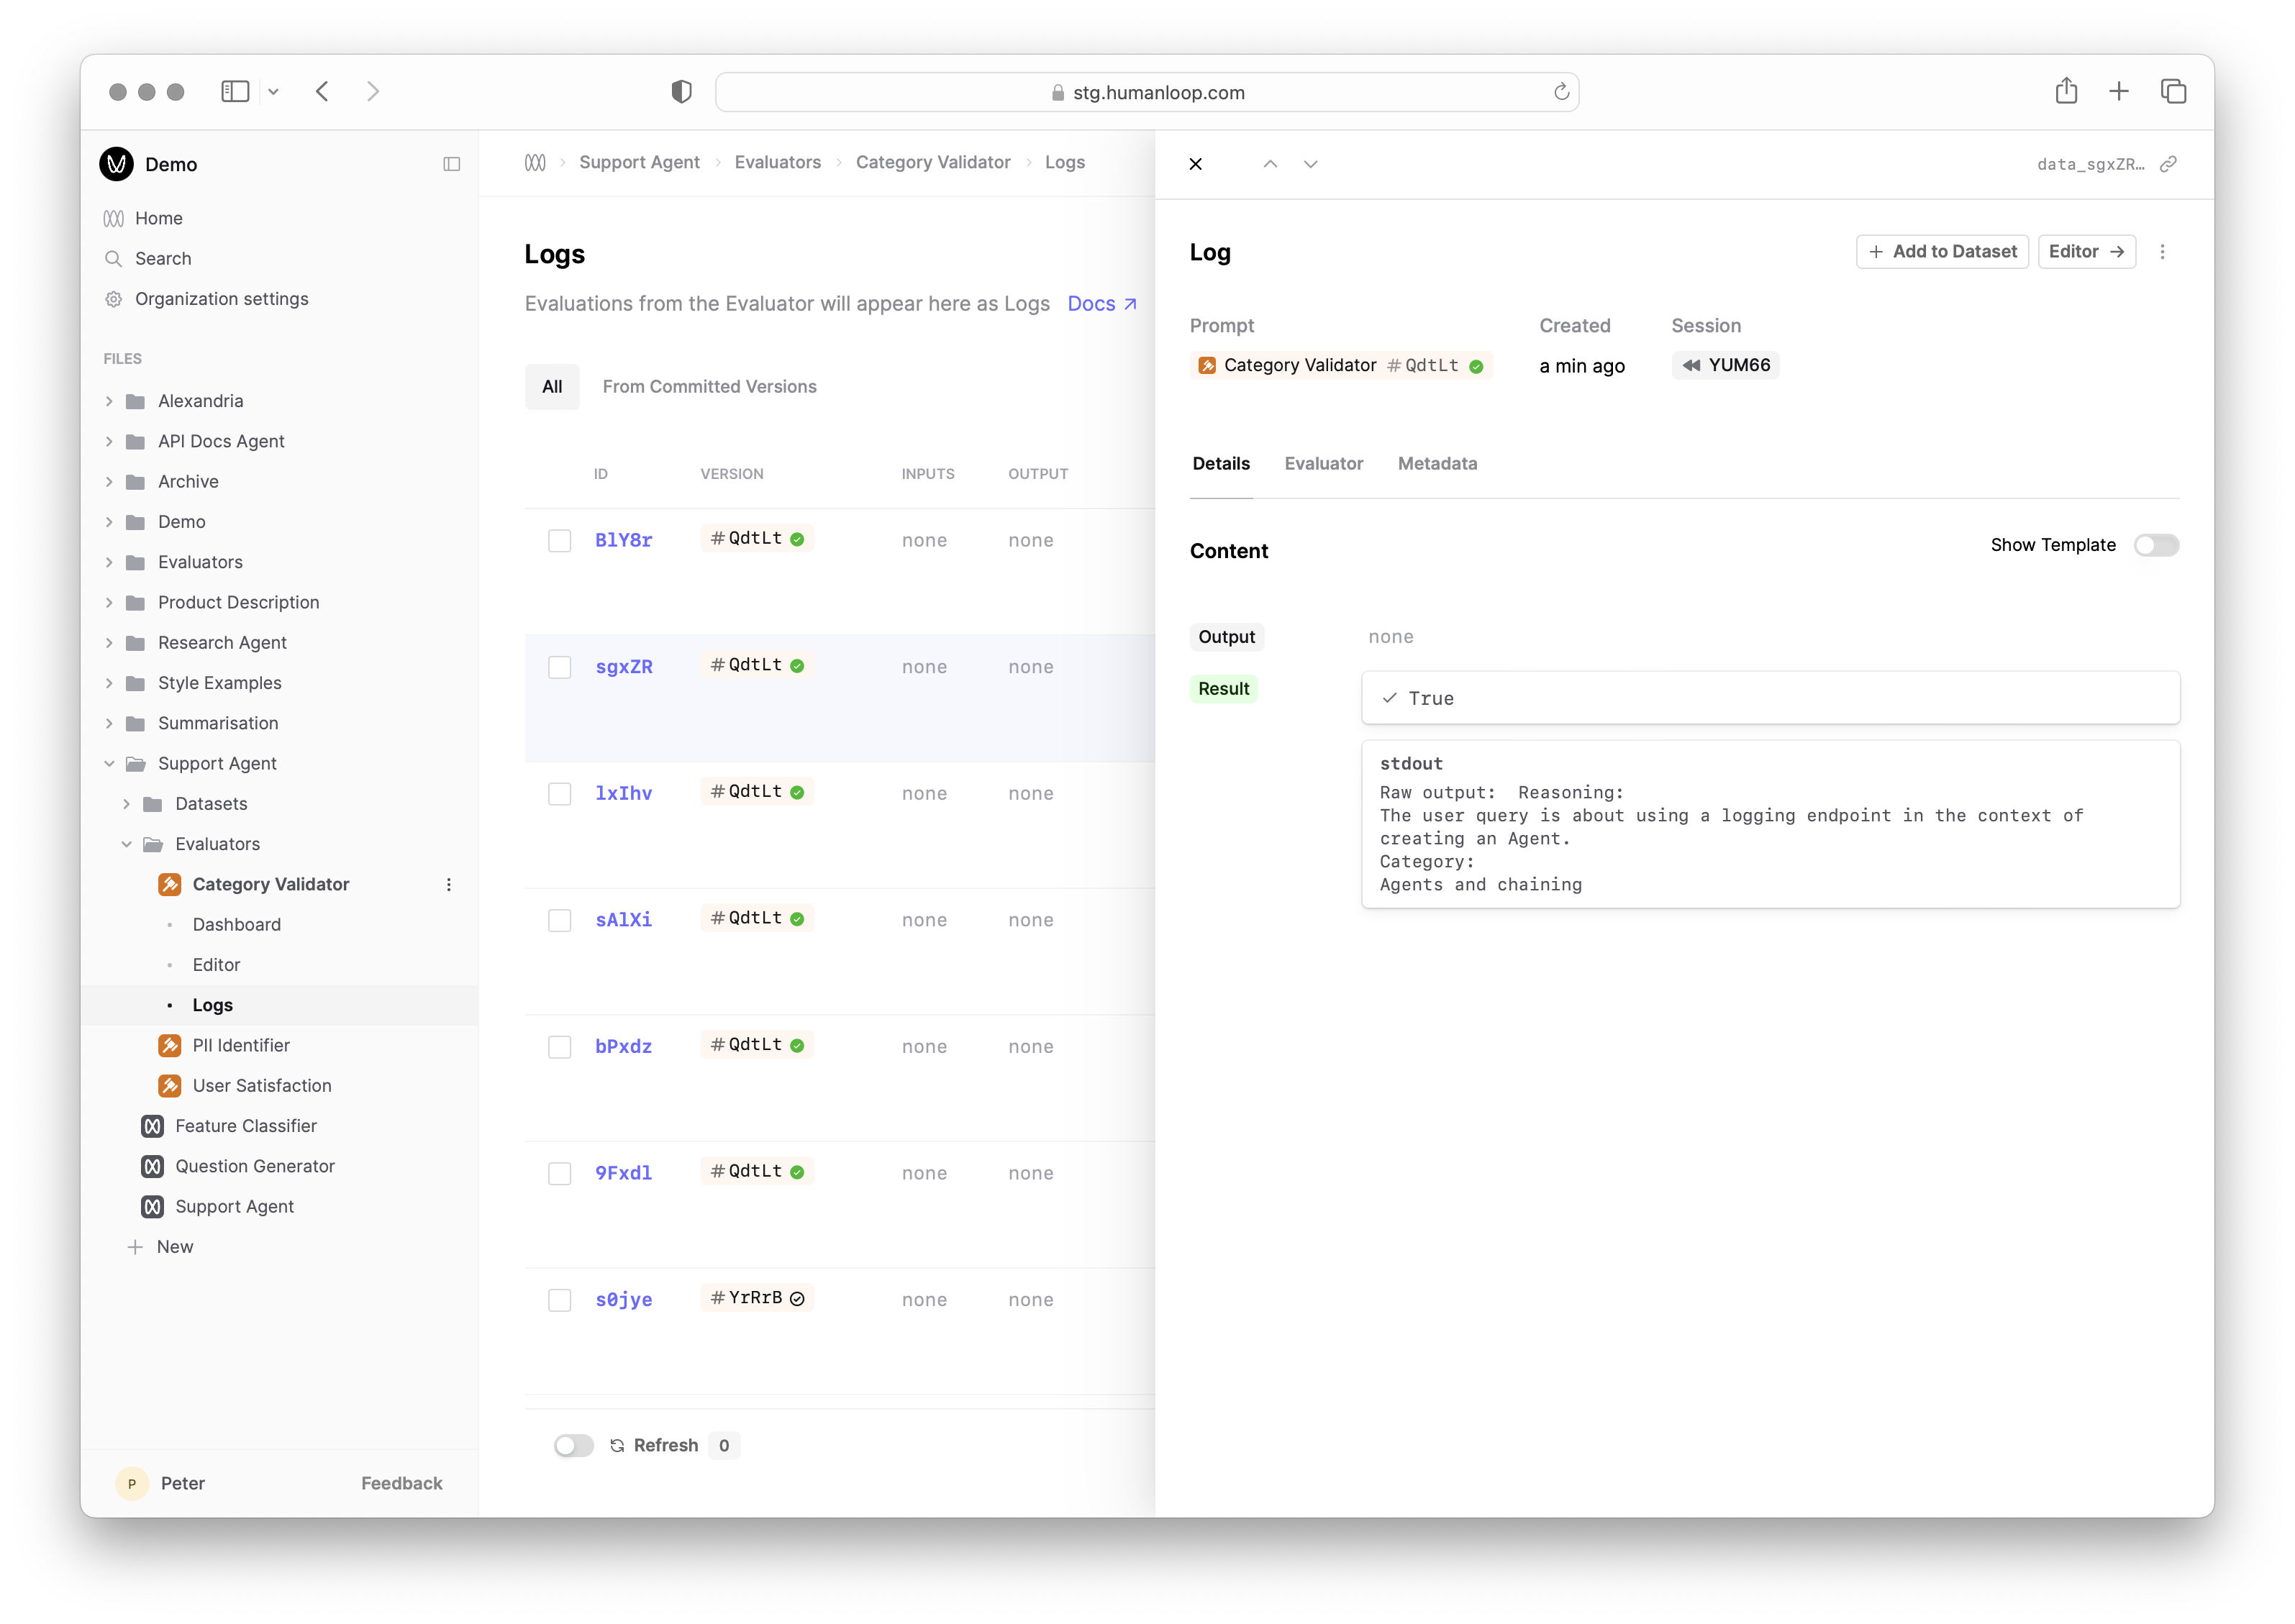 stg.humanloop.com
Demo
Home
Search
Organization settings
FILES
Alexandria
API Docs Agent
Archive
Demo
Evaluators
Product Description
Research Agent
Style Examples
Summarisation
Support Agent
Datasets
Evaluators
Category Validator
Dashboard
Editor
Logs
PII Identifier
User Satisfaction
Feature Classifier
Question Generator
Support Agent
New
P Peter Feedback
Support Agent Evaluators Category Validator Logs
Logs
Evaluations from the Evaluator will appear here as Logs Docs
All From Committed Versions
ID VERSION INPUTS OUTPUT
BlY8r #QdtLt none none
sgxZR #QdtLt none none
lxIhv #QdtLt none none
sAlXi #QdtLt none none
bPxdz #QdtLt none none
9Fxdl #QdtLt none none
s0jye #YrRrB none none
Refresh 0
data_sgxZR…
Log
Add to Dataset Editor
Prompt Created Session
Category Validator #QdtLt a min ago YUM66
Details Evaluator Metadata
Content Show Template
Output none
Result True
stdout
Raw output:  Reasoning:
The user query is about using a logging endpoint in the context of
creating an Agent.
Category:
Agents and chaining